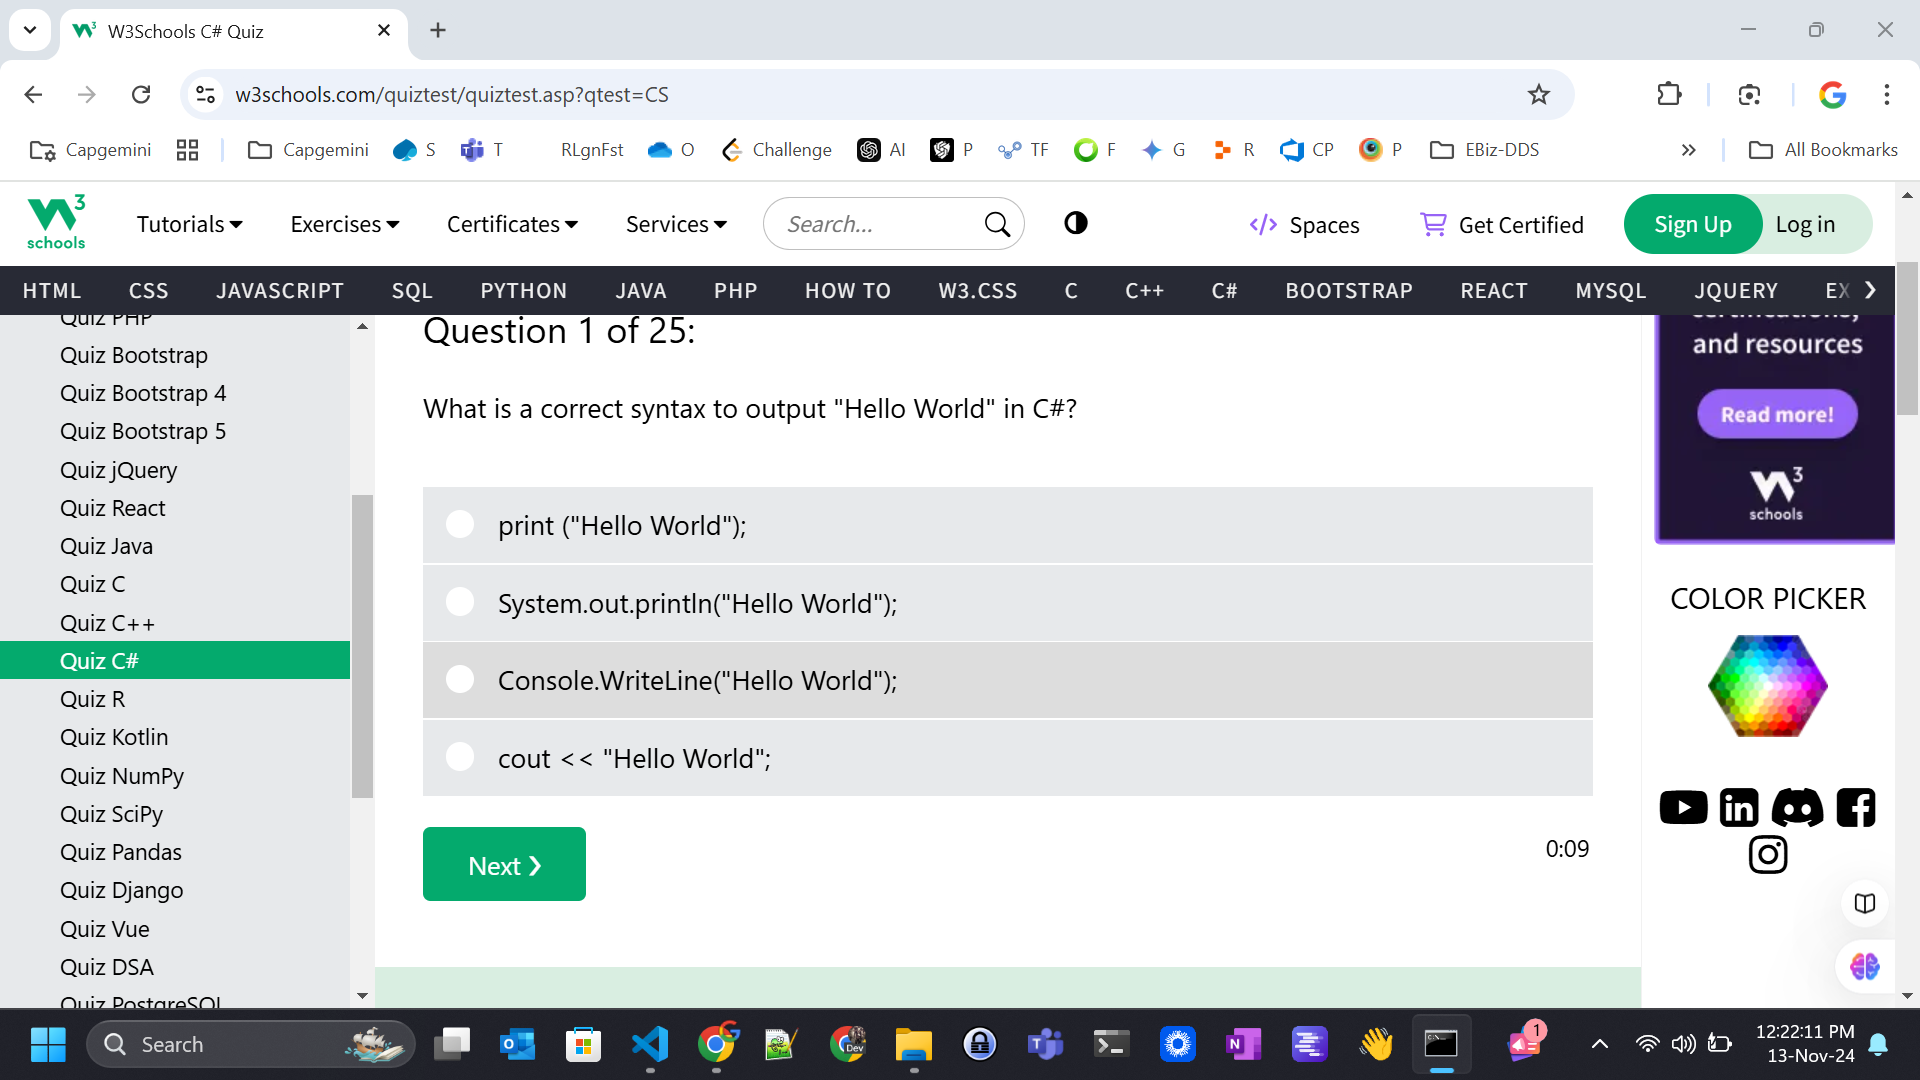 W3Schools C# Quiz
w3schools.com/quiztest/quiztest.asp?qtest=CS
Capgemini
Capgemini
S
T
RLgnFst
O
Challenge
AI
P
TF
F
G
R
CP
P
EBiz-DDS
All Bookmarks
schools
Tutorials
Exercises
Certificates
Services
Search...
Spaces
Get Certified
Sign Up
Log in
HTML
CSS
JAVASCRIPT
SQL
PYTHON
JAVA
PHP
HOW TO
W3.CSS
C
C++
C#
BOOTSTRAP
REACT
MYSQL
JQUERY
EX
Quiz PHP
Quiz Bootstrap
Quiz Bootstrap 4
Quiz Bootstrap 5
Quiz jQuery
Quiz React
Quiz Java
Quiz C
Quiz C++
Quiz C#
Quiz R
Quiz Kotlin
Quiz NumPy
Quiz SciPy
Quiz Pandas
Quiz Django
Quiz Vue
Quiz DSA
Quiz PostgreSQL
Question 1 of 25:
What is a correct syntax to output "Hello World" in C#?
print ("Hello World");
System.out.println("Hello World");
Console.WriteLine("Hello World");
cout << "Hello World";
Next ❯
0:09
certifications,
and resources
Read more!
schools
COLOR PICKER
Search
1
12:22:11 PM
13-Nov-24